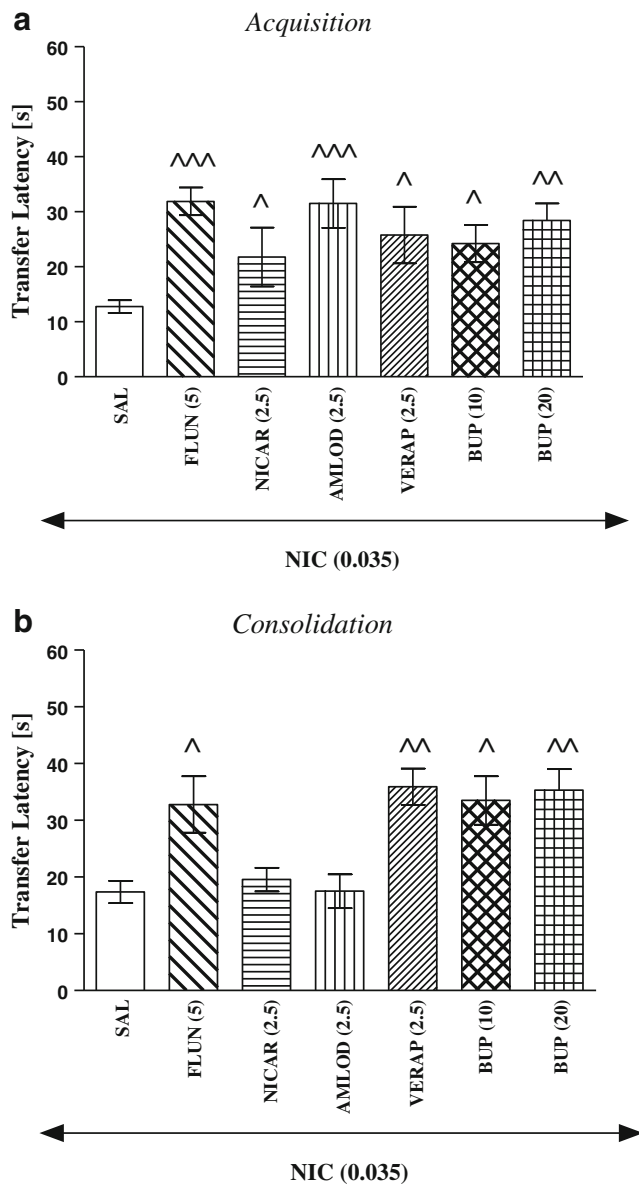 a
Acquisition
Transfer Latency [s]
60
50
40
30
20
10
0
^^^
^
^^^
^
^
^^
SAL
FLUN (5)
NICAR (2.5)
AMLOD (2.5)
VERAP (2.5)
BUP (10)
BUP (20)
NIC (0.035)
b
Consolidation
Transfer Latency [s]
60
50
40
30
20
10
0
^
^^
^
^^
SAL
FLUN (5)
NICAR (2.5)
AMLOD (2.5)
VERAP (2.5)
BUP (10)
BUP (20)
NIC (0.035)